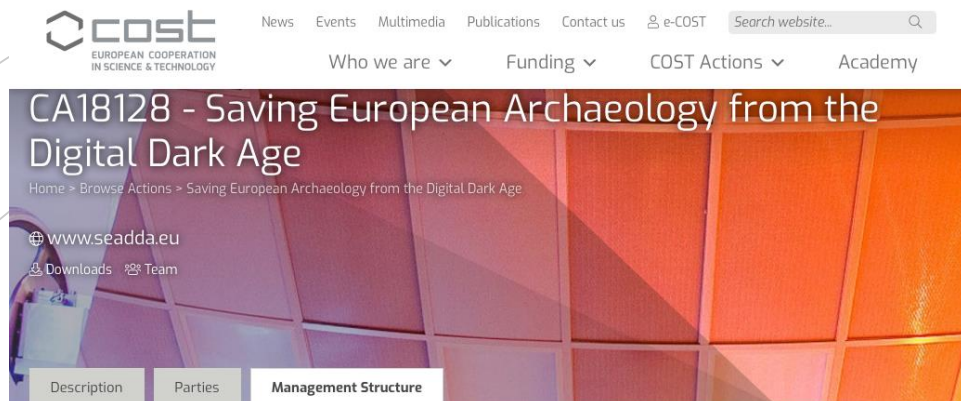 cost
EUROPEAN COOPERATION
IN SCIENCE & TECHNOLOGY
News Events Multimedia Publications Contact us e-COST Search website...
Who we are Funding COST Actions Academy
CA18128 - Saving European Archaeology from the
Digital Dark Age
Home > Browse Actions > Saving European Archaeology from the Digital Dark Age
www.seadda.eu
Downloads Team
Description Parties Management Structure